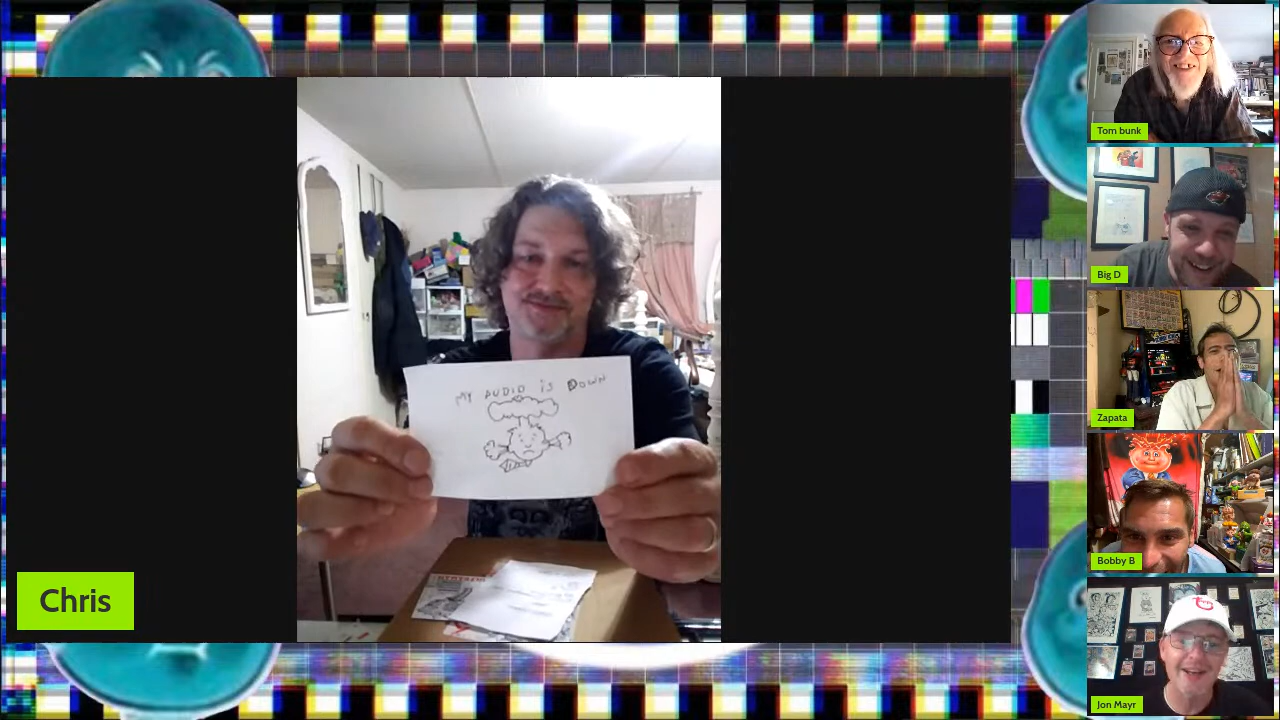 MY AUDIO iS DOWN
Chris
Tom bunk
Big D
Zapata
Bobby B
Jon Mayr